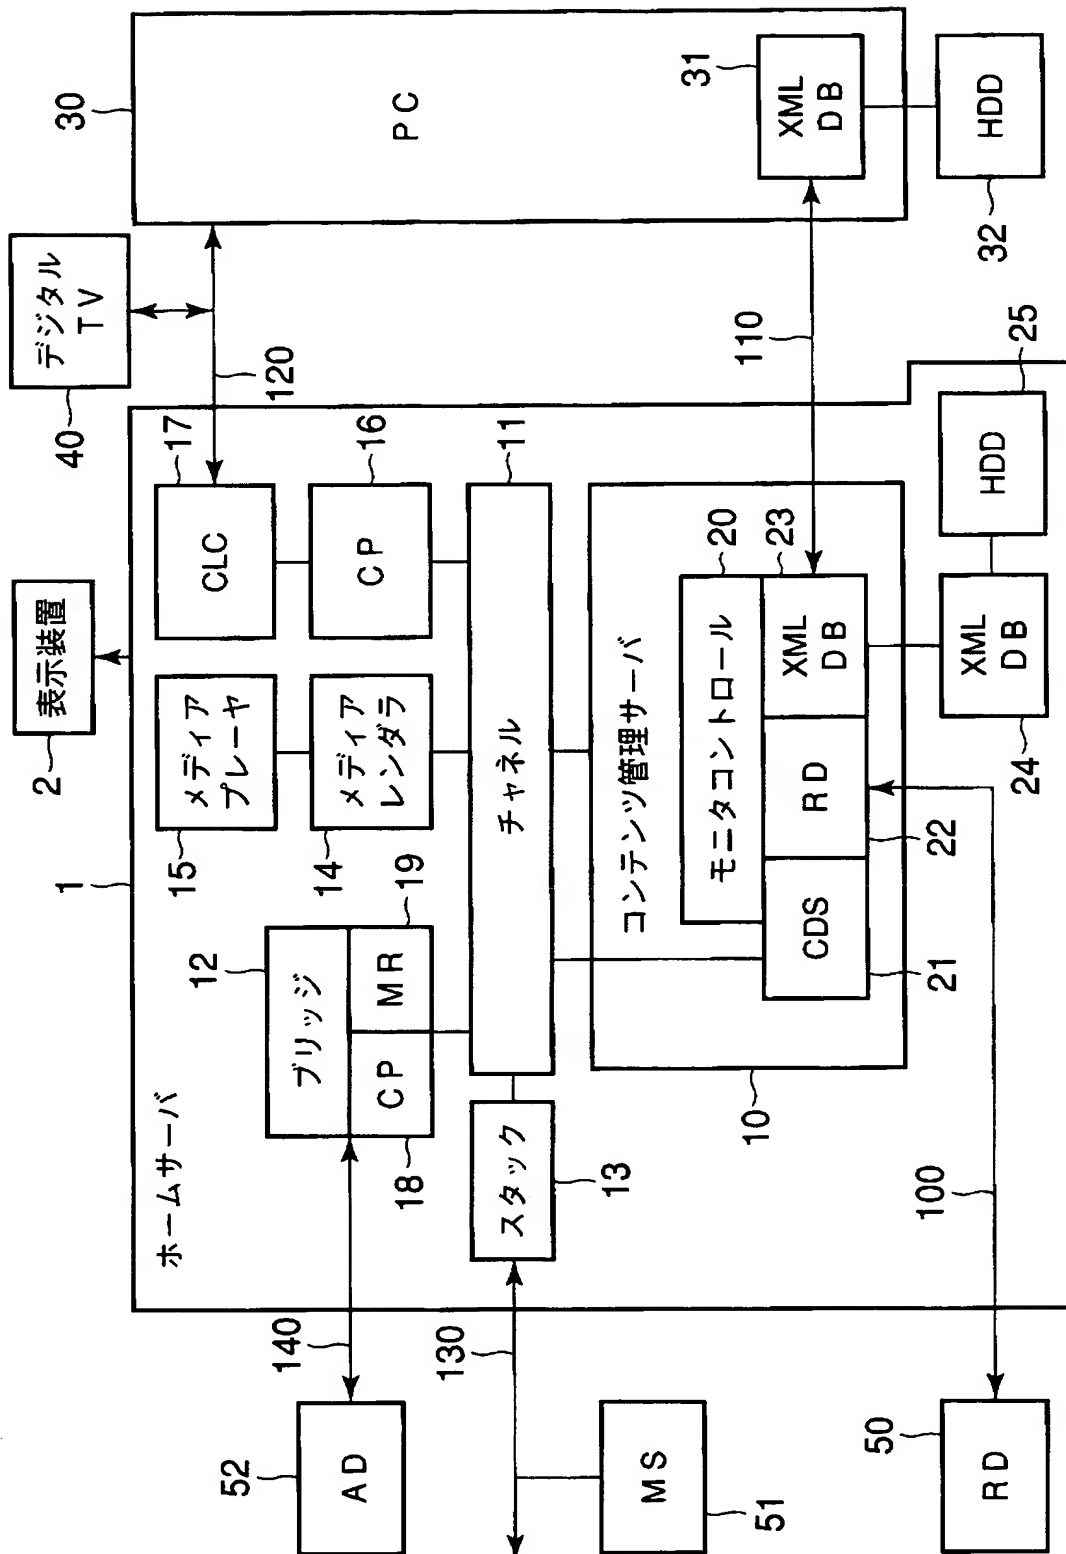 ホームサーバ
1
表示装置
2
デジタル
TV
40
PC
30
XML
DB
31
HDD
32
120
110
CLC
17
CP
16
メディア
プレーヤ
15
メディア
レンダラ
14
ブリッジ
12
CP
18
MR
19
チャネル
11
スタック
13
コンテンツ管理サーバ
10
モニタコントロール
20
CDS
21
RD
22
XML
DB
23
XML
DB
24
HDD
25
AD
52
140
130
MS
51
RD
50
100